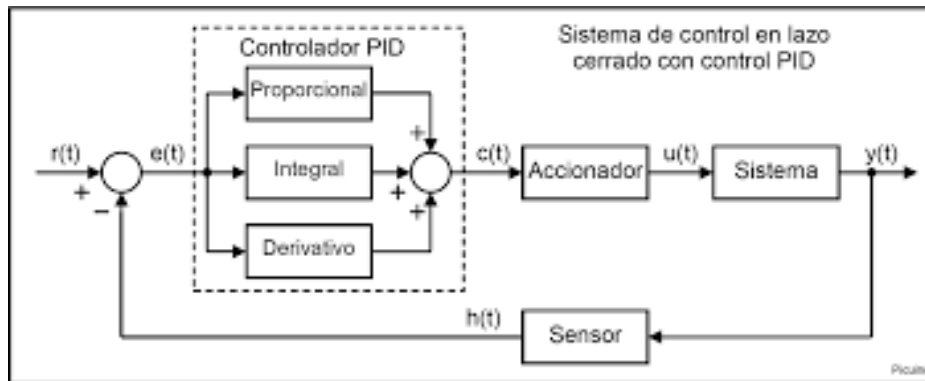 Controlador PID
Sistema de control en lazo
cerrado con control PID
Proporcional
r(t)
e(t)
Integral
c(t)
Accionador
u(t)
Sistema
y(t)
+
−
+
+
+
Derivativo
h(t)
Sensor